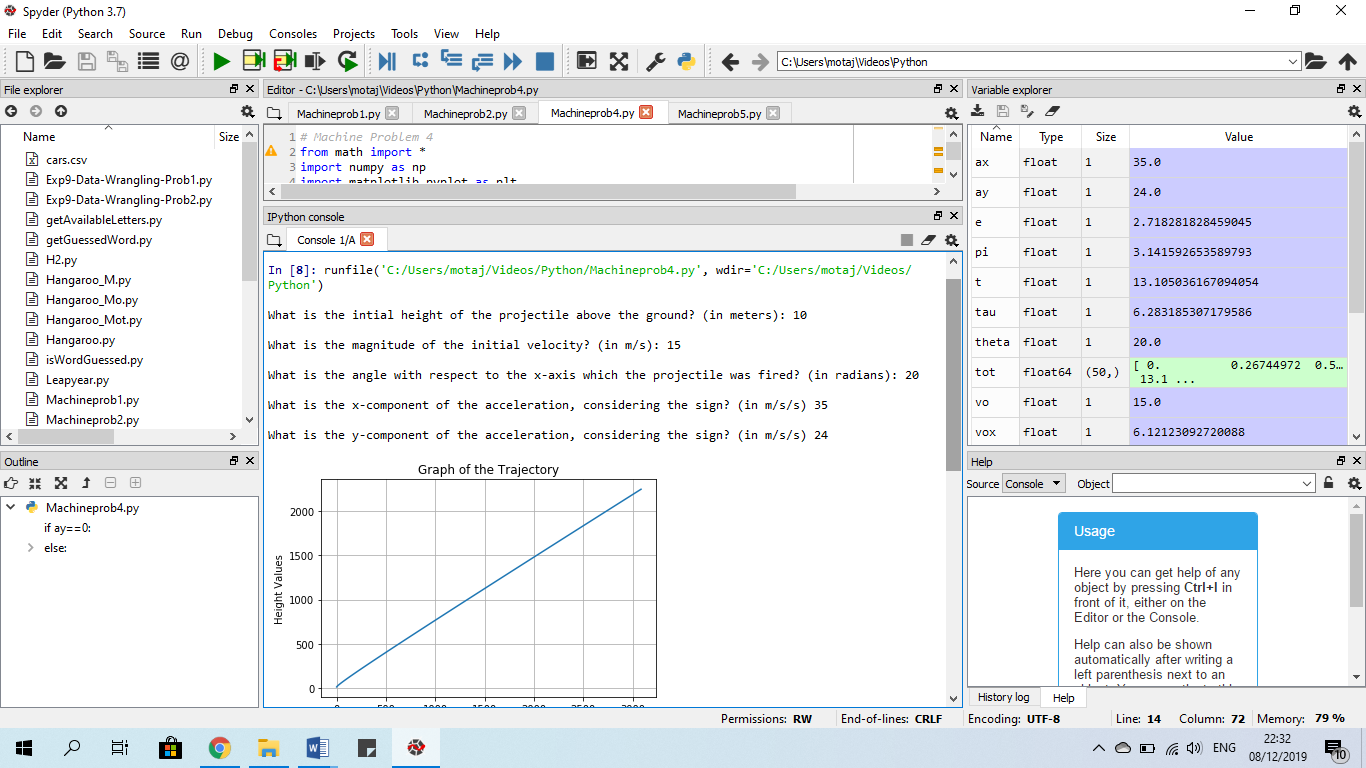 Spyder (Python 3.7)
File Edit Search Source Run Debug Consoles Projects Tools View Help
C:\Users\motaj\Videos\Python
File explorer
Name Size
cars.csv
Exp9-Data-Wrangling-Prob1.py
Exp9-Data-Wrangling-Prob2.py
getAvailableLetters.py
getGuessedWord.py
H2.py
Hangaroo_M.py
Hangaroo_Mo.py
Hangaroo_Mot.py
Hangaroo.py
isWordGuessed.py
Leapyear.py
Machineprob1.py
Machineprob2.py
Outline
Machineprob4.py
if ay==0:
else:
Editor - C:\Users\motaj\Videos\Python\Machineprob4.py
Machineprob1.py Machineprob2.py Machineprob4.py Machineprob5.py
1 # Machine Problem 4
2 from math import *
3 import numpy as np
4 import matplotlib.pyplot as plt
IPython console
Console 1/A
In [8]: runfile('C:/Users/motaj/Videos/Python/Machineprob4.py', wdir='C:/Users/motaj/Videos/
Python')
What is the intial height of the projectile above the ground? (in meters): 10
What is the magnitude of the initial velocity? (in m/s): 15
What is the angle with respect to the x-axis which the projectile was fired? (in radians): 20
What is the x-component of the acceleration, considering the sign? (in m/s/s) 35
What is the y-component of the acceleration, considering the sign? (in m/s/s) 24
Graph of the Trajectory
Height Values
2000
1500
1000
500
0
0 500 1000 1500 2000 2500 3000
Variable explorer
Name Type Size Value
ax float 1 35.0
ay float 1 24.0
e float 1 2.718281828459045
pi float 1 3.141592653589793
t float 1 13.105036167094054
tau float 1 6.283185307179586
theta float 1 20.0
tot float64 (50,) [ 0. 0.26744972 0.5…
13.1 ...
vo float 1 15.0
vox float 1 6.12123092720088
Help
Source Console Object
Usage
Here you can get help of any
object by pressing Ctrl+I in
front of it, either on the
Editor or the Console.
Help can also be shown
automatically after writing a
left parenthesis next to an
History log Help
Permissions: RW End-of-lines: CRLF Encoding: UTF-8 Line: 14 Column: 72 Memory: 79 %
ENG
22:32
08/12/2019
10